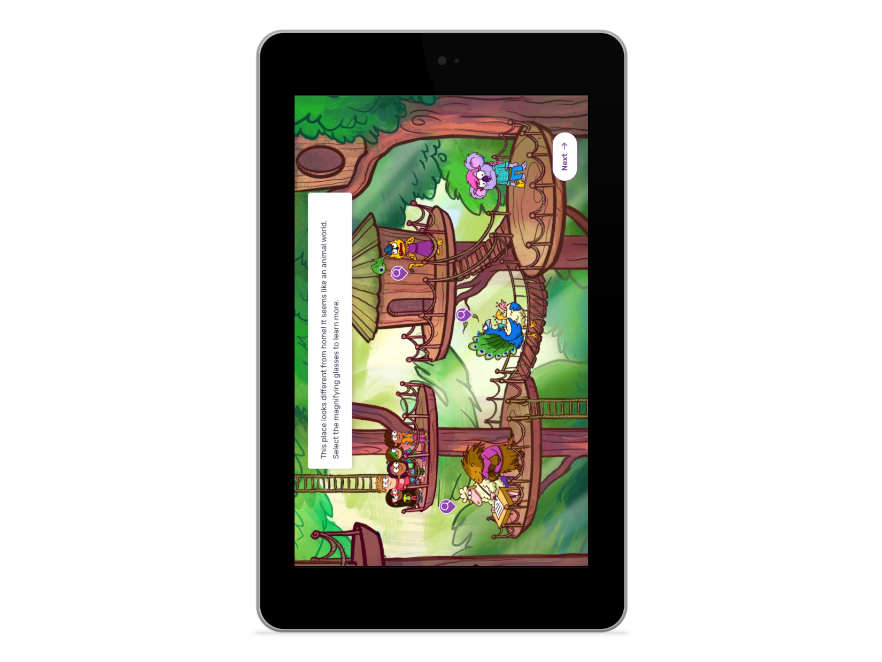 This place looks different from home! It seems like an animal world.
Select the magnifying glasses to learn more.
Next →